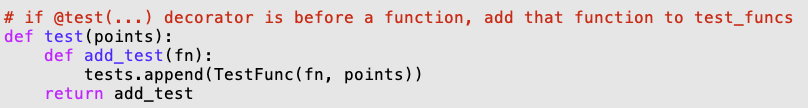 # if @test(...) decorator is before a function, add that function to test_funcs
def test(points):
    def add_test(fn):
        tests.append(TestFunc(fn, points))
    return add_test